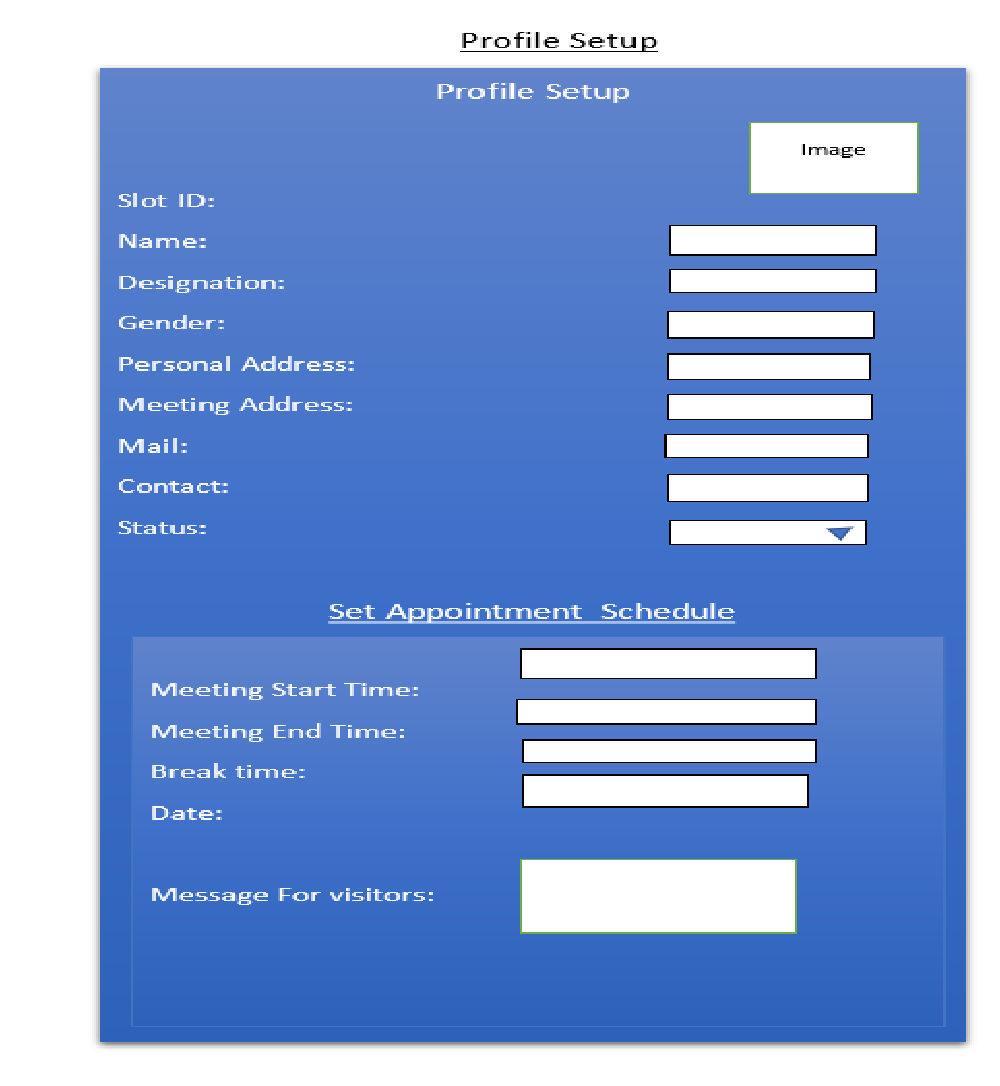 Profile Setup
Profile Setup
Image
Slot ID:
Name:
Designation:
Gender:
Personal Address:
Meeting Address:
Mail:
Contact:
Status:
Set Appointment Schedule
Meeting Start Time:
Meeting End Time:
Break time:
Date:
Message For visitors: